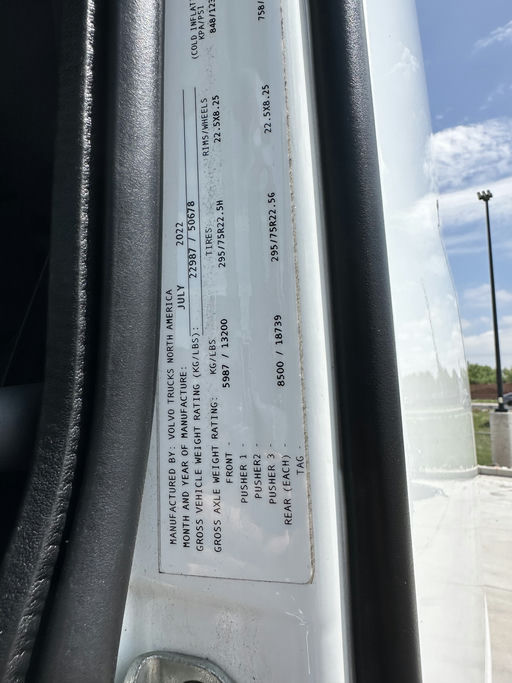 MANUFACTURED BY: VOLVO TRUCKS NORTH AMERICA
MONTH AND YEAR OF MANUFACTURE: JULY 2022
GROSS VEHICLE WEIGHT RATING (KG/LBS): 22987 / 50678
GROSS AXLE WEIGHT RATING: KG/LBS TIRES RIMS/WHEELS (COLD INFLAT KPA/PSI
FRONT - 5987 / 13200 295/75R22.5H 22.5X8.25 848/123
PUSHER 1 -
PUSHER2 -
PUSHER 3 -
REAR (EACH) - 8500 / 18739 295/75R22.5G 22.5X8.25 758/
TAG -